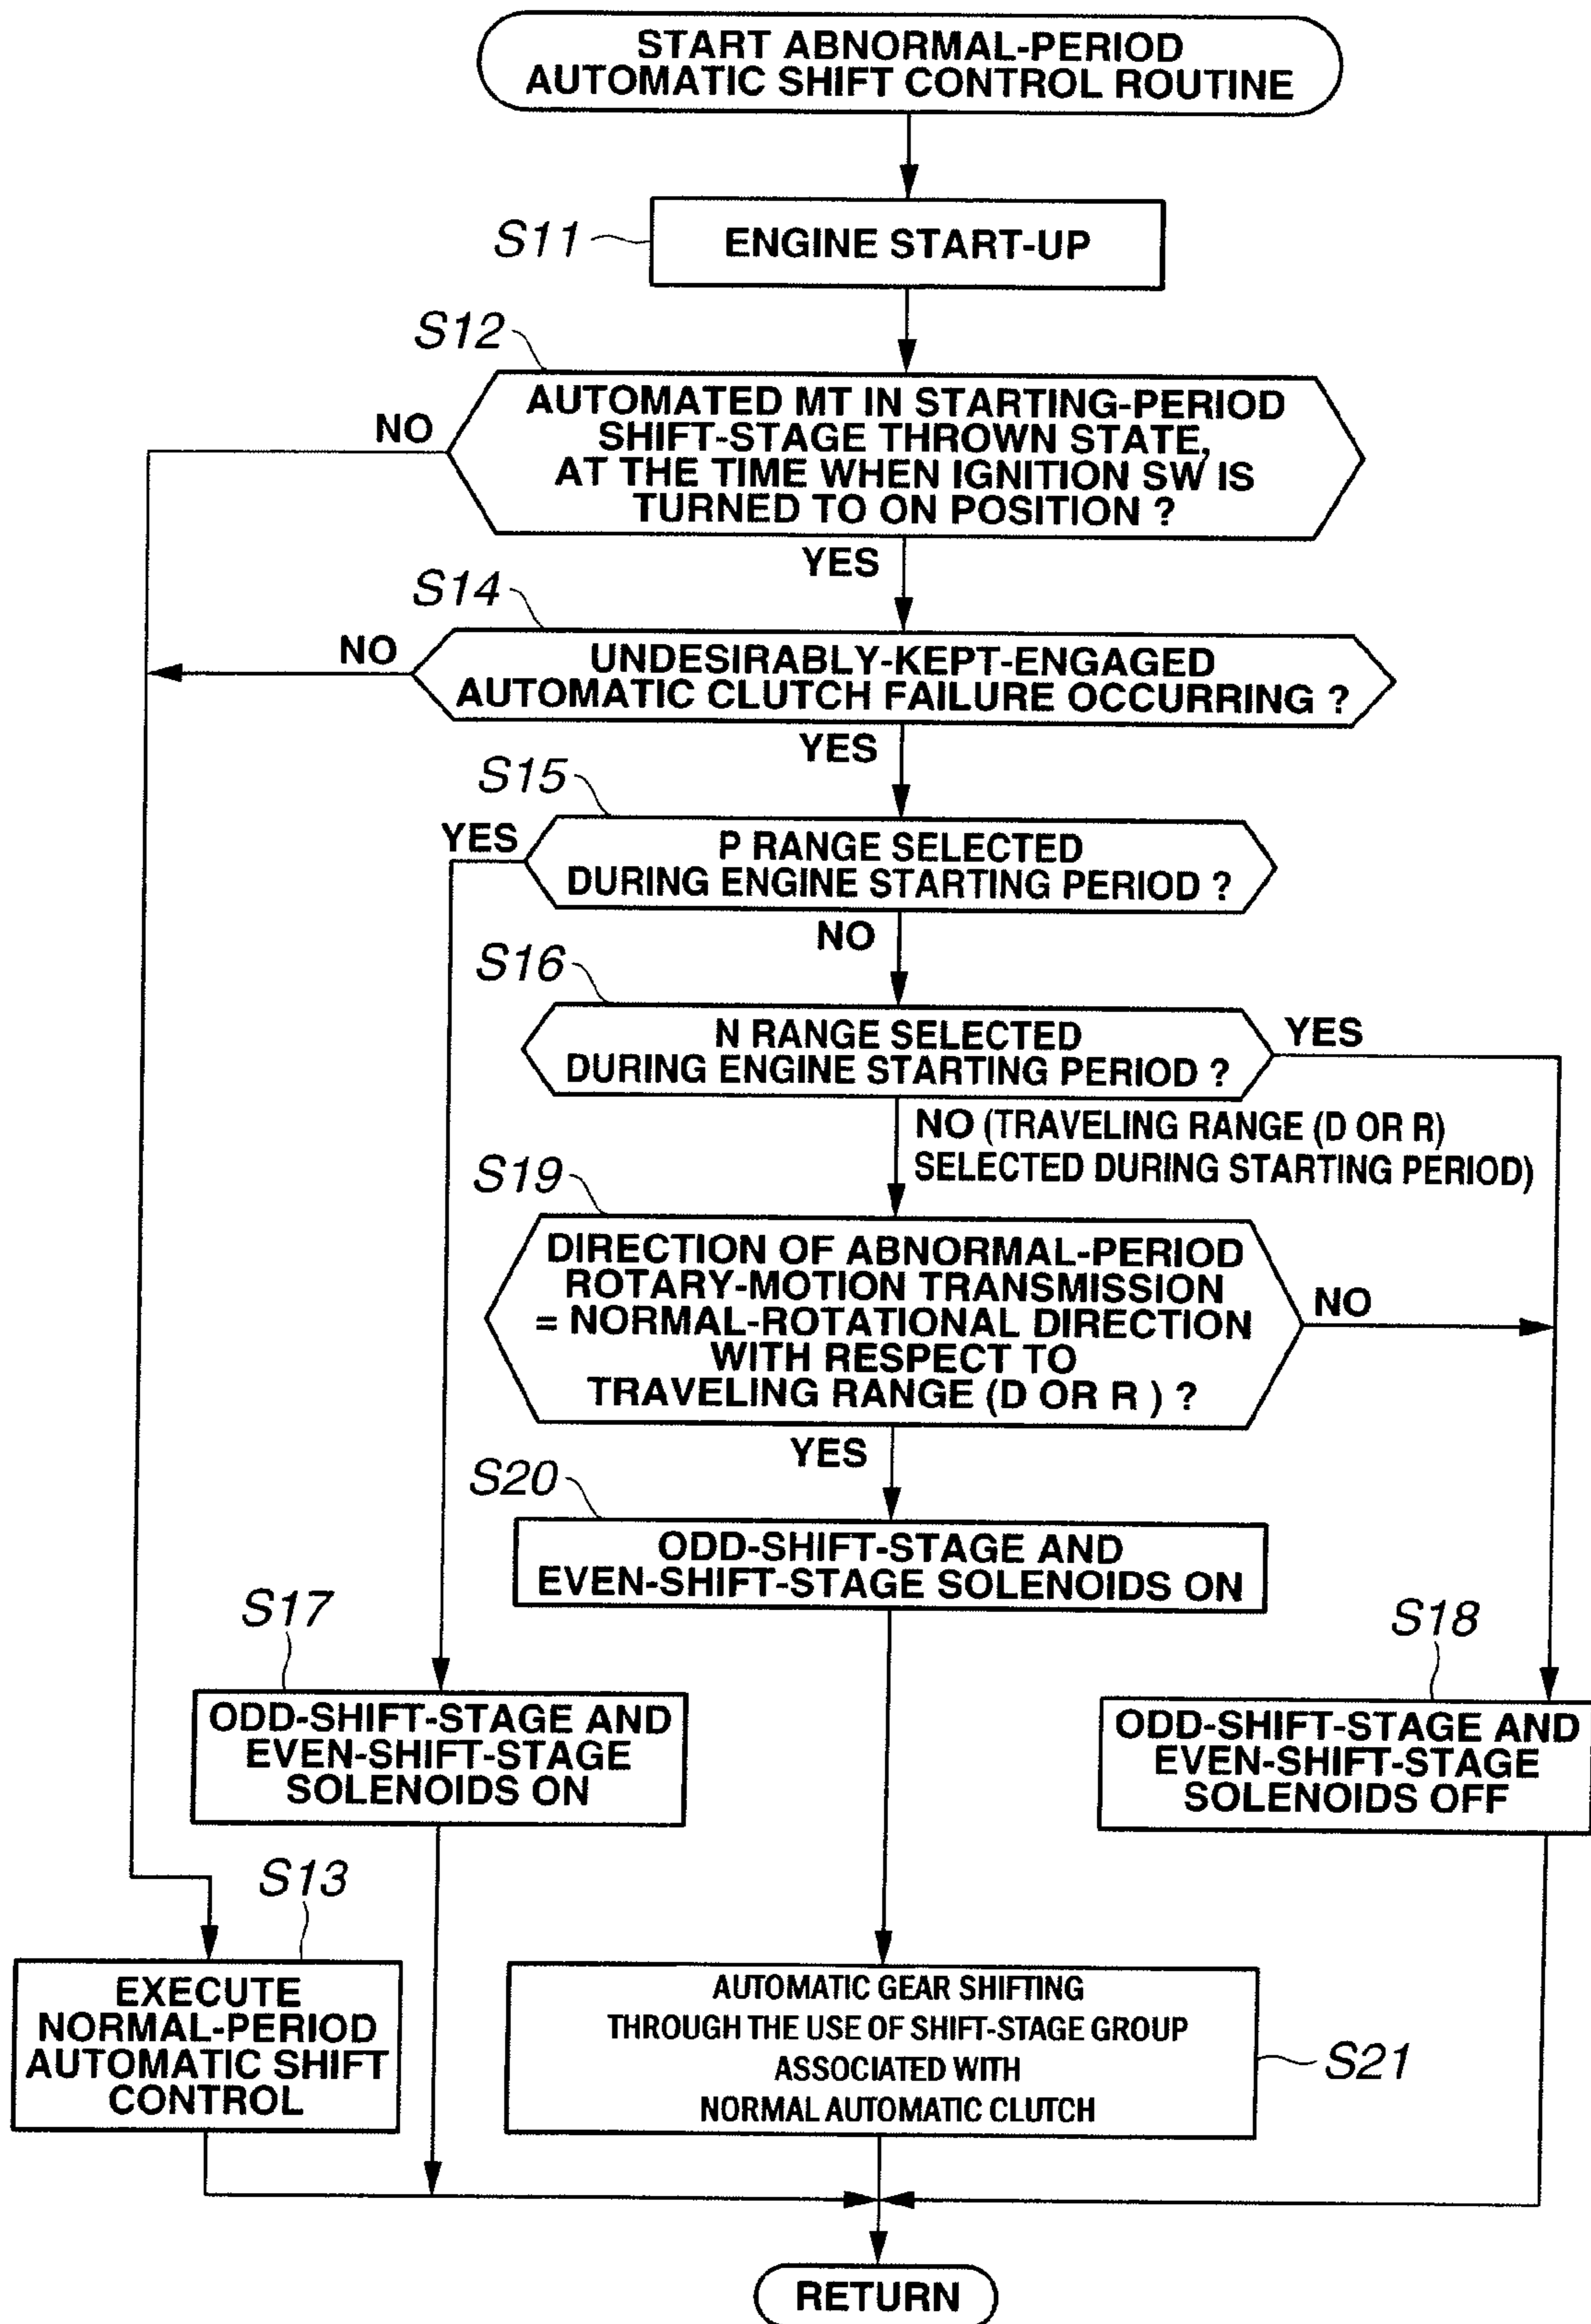 START ABNORMAL-PERIOD
AUTOMATIC SHIFT CONTROL ROUTINE
S11
ENGINE START-UP
S12
NO
AUTOMATED MT IN STARTING-PERIOD
SHIFT-STAGE THROWN STATE,
AT THE TIME WHEN IGNITION SW IS
TURNED TO ON POSITION ?
YES
S14
NO
UNDESIRABLY-KEPT-ENGAGED
AUTOMATIC CLUTCH FAILURE OCCURRING ?
YES
S15
YES
P RANGE SELECTED
DURING ENGINE STARTING PERIOD ?
NO
S16
N RANGE SELECTED
DURING ENGINE STARTING PERIOD ?
YES
NO (TRAVELING RANGE (D OR R)
SELECTED DURING STARTING PERIOD)
S19
DIRECTION OF ABNORMAL-PERIOD
ROTARY-MOTION TRANSMISSION
= NORMAL-ROTATIONAL DIRECTION
WITH RESPECT TO
TRAVELING RANGE (D OR R ) ?
NO
YES
S20
ODD-SHIFT-STAGE AND
EVEN-SHIFT-STAGE SOLENOIDS ON
S17
ODD-SHIFT-STAGE AND
EVEN-SHIFT-STAGE
SOLENOIDS ON
S18
ODD-SHIFT-STAGE AND
EVEN-SHIFT-STAGE
SOLENOIDS OFF
S13
EXECUTE
NORMAL-PERIOD
AUTOMATIC SHIFT
CONTROL
AUTOMATIC GEAR SHIFTING
THROUGH THE USE OF SHIFT-STAGE GROUP
ASSOCIATED WITH
NORMAL AUTOMATIC CLUTCH
S21
RETURN